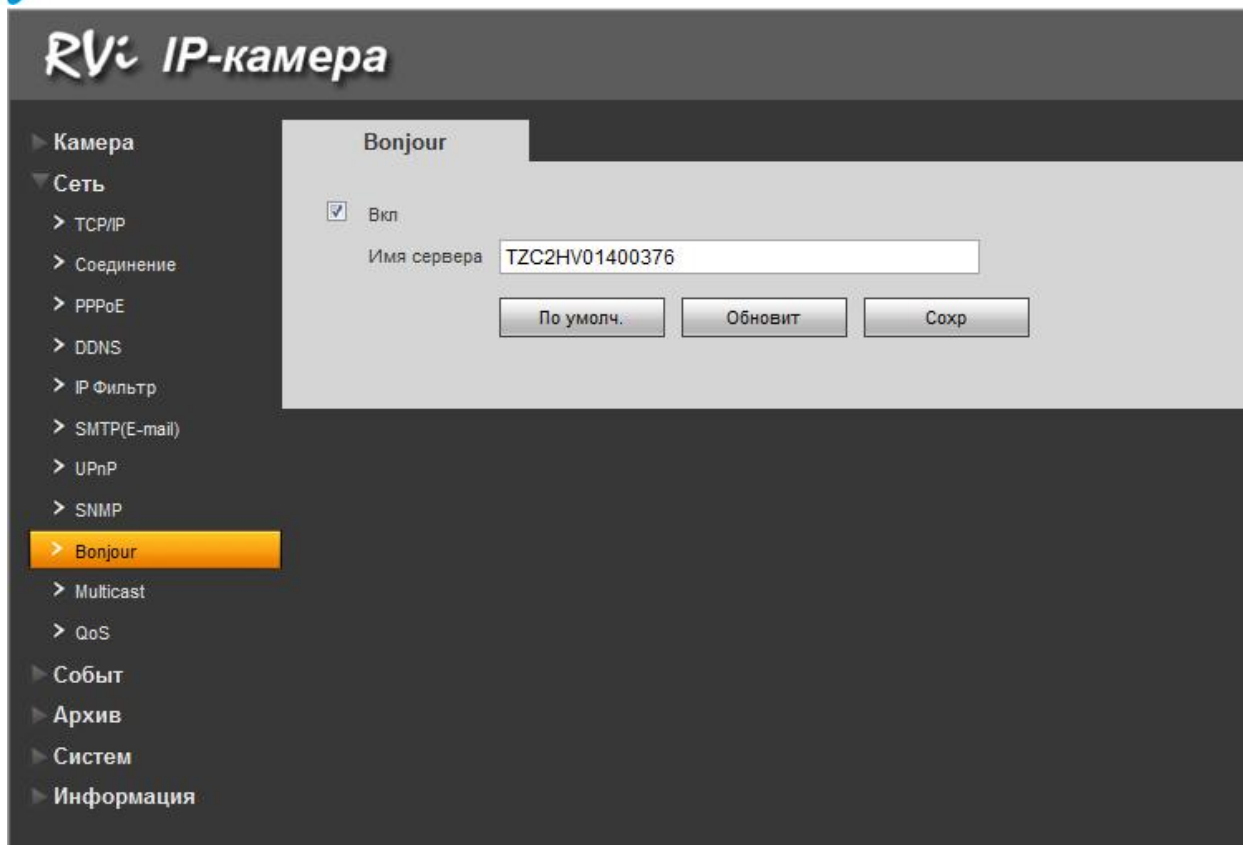 RVi IP-камера
Камера
Сеть
TCP/IP
Соединение
PPPoE
DDNS
IP Фильтр
SMTP(E-mail)
UPnP
SNMP
Bonjour
Multicast
QoS
Событ
Архив
Систем
Информация
Bonjour
Вкл
Имя сервера TZC2HV01400376
По умолч. Обновит Сохр